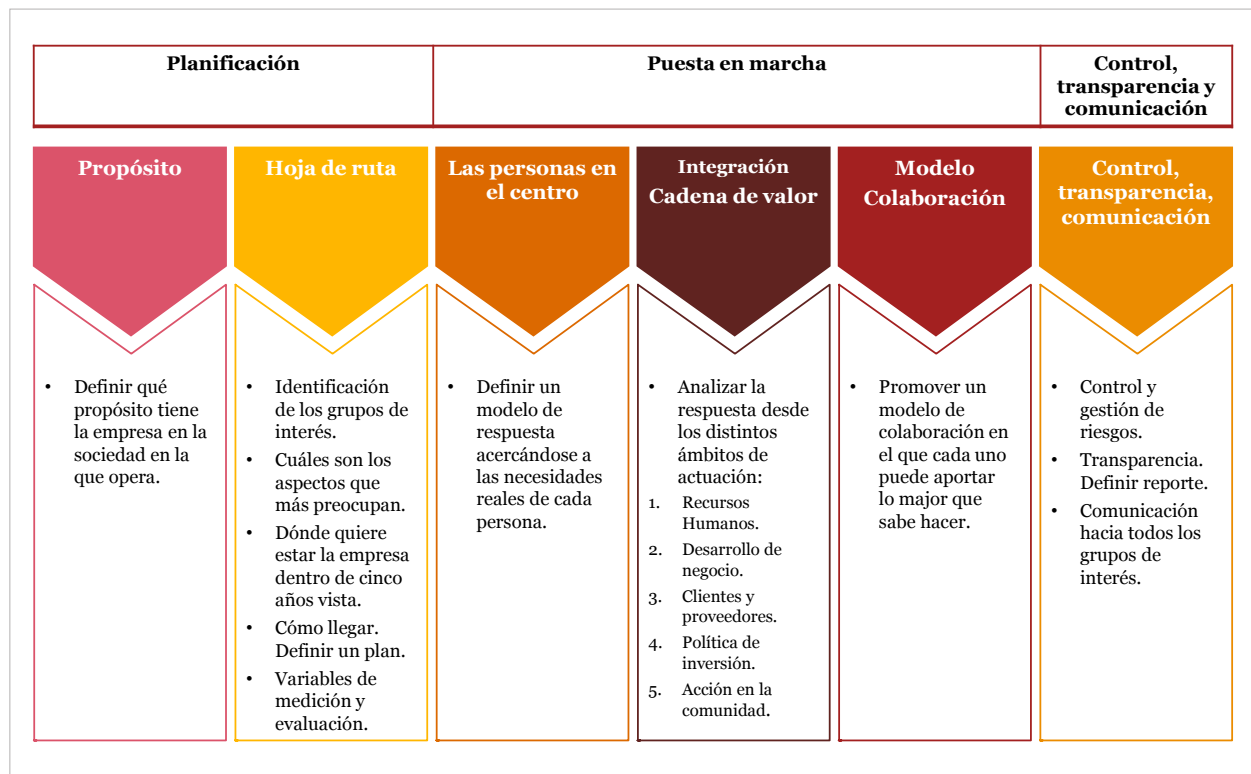 Planificación
Puesta en marcha
Control,
transparencia y
comunicación
Propósito
Hoja de ruta
Las personas en
el centro
Integración
Cadena de valor
Modelo
Colaboración
Control,
transparencia,
comunicación
• Definir qué
propósito tiene
la empresa en la
sociedad en la
que opera.
• Identificación
de los grupos de
interés.
• Cuáles son los
aspectos que
más preocupan.
• Dónde quiere
estar la empresa
dentro de cinco
años vista.
• Cómo llegar.
Definir un plan.
• Variables de
medición y
evaluación.
• Definir un
modelo de
respuesta
acercándose a
las necesidades
reales de cada
persona.
• Analizar la
respuesta desde
los distintos
ámbitos de
actuación:
1. Recursos
Humanos.
2. Desarrollo de
negocio.
3. Clientes y
proveedores.
4. Política de
inversión.
5. Acción en la
comunidad.
• Promover un
modelo de
colaboración en
el que cada uno
puede aportar
lo major que
sabe hacer.
• Control y
gestión de
riesgos.
• Transparencia.
Definir reporte.
• Comunicación
hacia todos los
grupos de
interés.